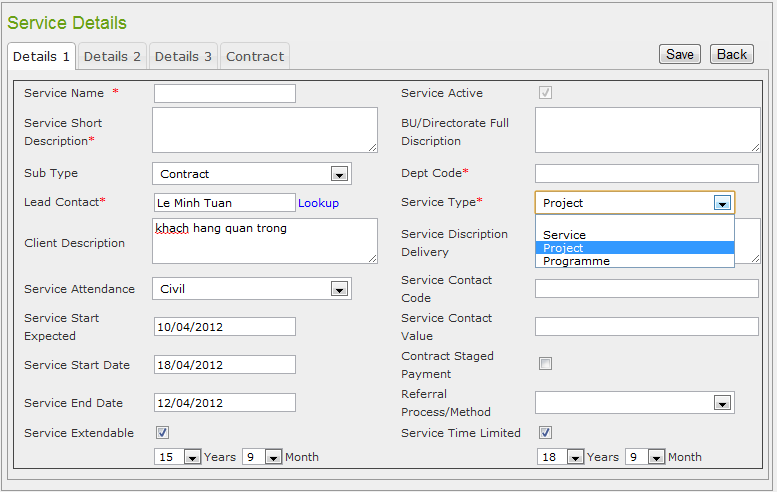 Service Details
Details 1 Details 2 Details 3 Contract Save Back
Service Name * Service Active
Service Short Description* BU/Directorate Full Discription
Sub Type Contract Dept Code*
Lead Contact* Le Minh Tuan Lookup Service Type* Project
Service
Project
Programme
Client Description khach hang quan trong Service Discription Delivery
Service Attendance Civil Service Contact Code
Service Start Expected 10/04/2012 Service Contact Value
Service Start Date 18/04/2012 Contract Staged Payment
Service End Date 12/04/2012 Referral Process/Method
Service Extendable Service Time Limited
15 Years 9 Month 18 Years 9 Month